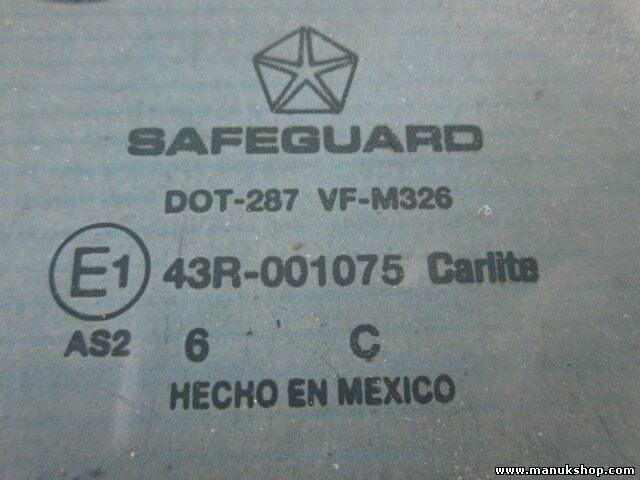 SAFEGUARD
DOT-287 VF-M326
E1 43R-001075 Carlite
AS2 6 C
HECHO EN MEXICO
www.manukshop.com